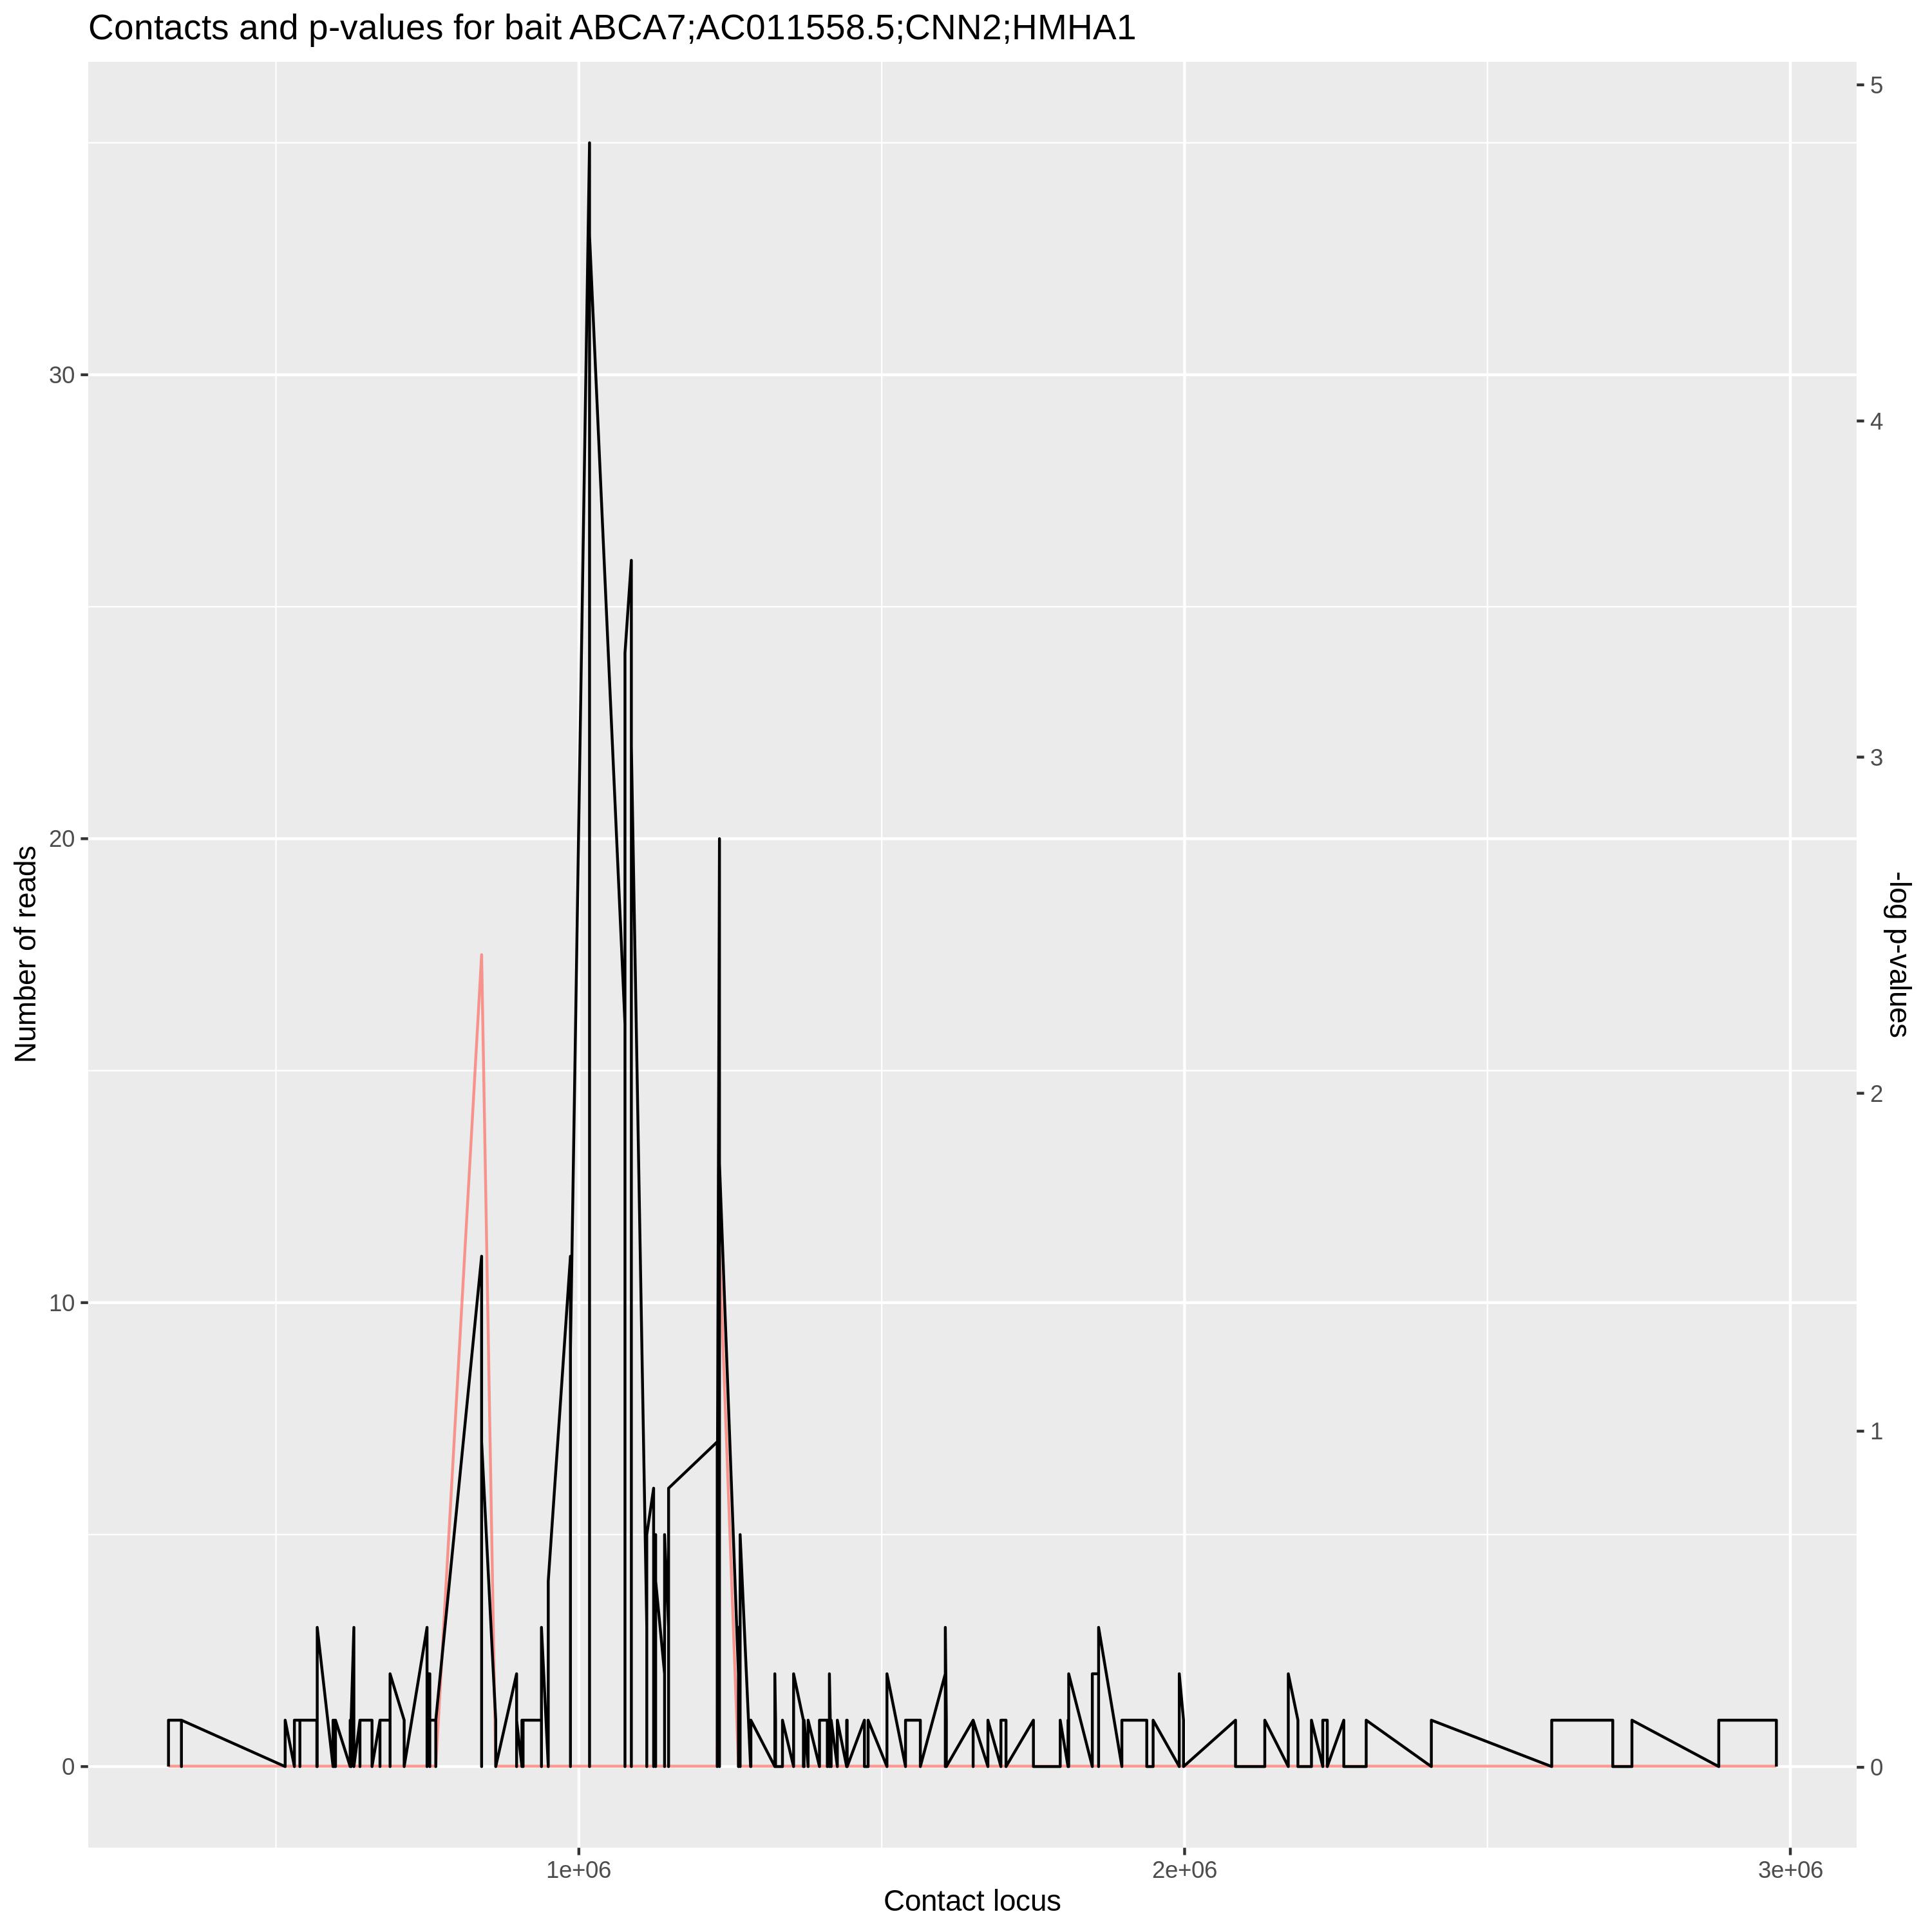 Contacts and p-values for bait ABCA7;AC011558.5;CNN2;HMHA1
5
4
3
2
1
0
30
20
10
0
Number of reads
-log p-values
1e+06
2e+06
3e+06
Contact locus